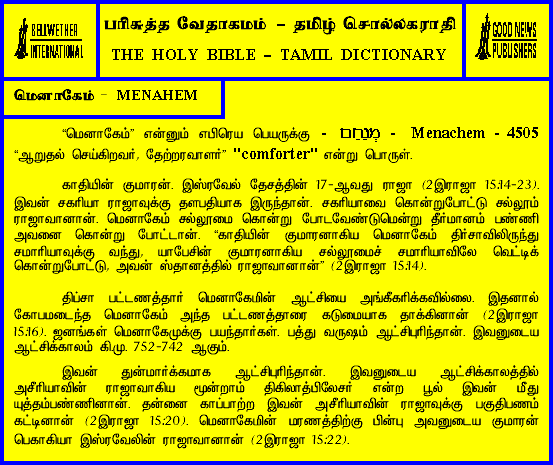 BELLWETHER
INTERNATIONAL
பரிசுத்த வேதாகமம் – தமிழ் சொல்லகராதி
THE HOLY BIBLE – TAMIL DICTIONARY
GOOD NEWS
PUBLISHERS
மெனாகேம் – MENAHEM
“மெனாகேம்” என்னும் எபிரெய பெயருக்கு - - Menachem - 4505
“ஆறுதல் செய்கிறவர், தேற்றரவாளர்” "comforter" என்று பொருள்.
காதியின் குமாரன். இஸ்ரவேல் தேசத்தின் 17-ஆவது ராஜா (2இராஜா 15:14-23).
இவன் சகரியா ராஜாவுக்கு தளபதியாக இருந்தான். சகரியாவை கொன்றுபோட்டு சல்லூம்
ராஜாவானான். மெனாகேம் சல்லூமை கொன்று போடவேண்டுமென்று தீர்மானம் பண்ணி
அவனை கொன்று போட்டான். “காதியின் குமாரனாகிய மெனாகேம் திர்சாவிலிருந்து
சமாரியாவுக்கு வந்து, யாபேசின் குமாரனாகிய சல்லூமைச் சமாரியாவிலே வெட்டிக்
கொன்றுபோட்டு, அவன் ஸ்தானத்தில் ராஜாவானான்” (2இராஜா 15:14).
திப்சா பட்டணத்தார் மெனாகேமின் ஆட்சியை அங்கீகரிக்கவில்லை. இதனால்
கோபமடைந்த மெனாகேம் அந்த பட்டணத்தாரை கடுமையாக தாக்கினான் (2இராஜா
15:16). ஜனங்கள் மெனாகேமுக்கு பயந்தார்கள். பத்து வருஷம் ஆட்சிபுரிந்தான். இவனுடைய
ஆட்சிக்காலம் கி.மு. 752-742 ஆகும்.
இவன் துன்மார்க்கமாக ஆட்சிபுரிந்தான். இவனுடைய ஆட்சிக்காலத்தில்
அசீரியாவின் ராஜாவாகிய மூன்றாம் திகிலாத்பிலேசர் என்ற பூல் இவன் மீது
யுத்தம்பண்ணினான். தன்னை காப்பாற்ற இவன் அசீரியாவின் ராஜாவுக்கு பகுதிபணம்
கட்டினான் (2இராஜா 15:20). மெனாகேமின் மரணத்திற்கு பின்பு அவனுடைய குமாரன்
பெகாகியா இஸ்ரவேலின் ராஜாவானான் (2இராஜா 15:22).